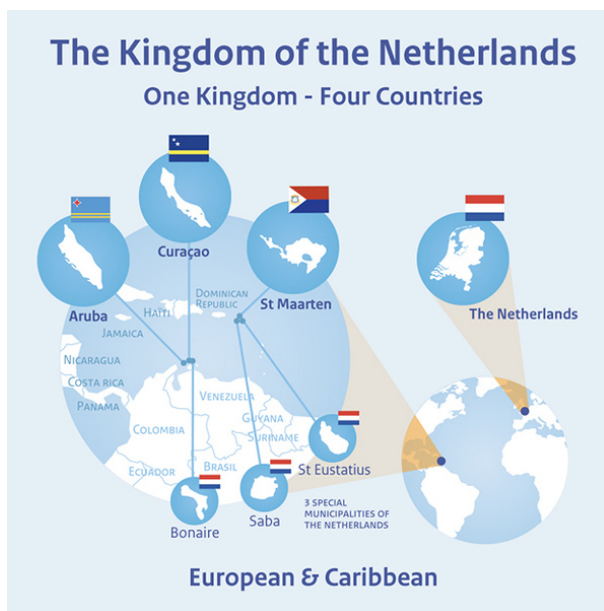 The Kingdom of the Netherlands
One Kingdom - Four Countries
Curaçao
Aruba
St Maarten
The Netherlands
HAÏTI
DOMINICAN
REPUBLIC
JAMAICA
NICARAGUA
COSTA RICA
PANAMA
VENEZUELA
GUYANA
SURINAME
COLOMBIA
ECUADOR
BRASIL
St Eustatius
Saba
Bonaire
3 SPECIAL
MUNICIPALITIES OF
THE NETHERLANDS
European & Caribbean